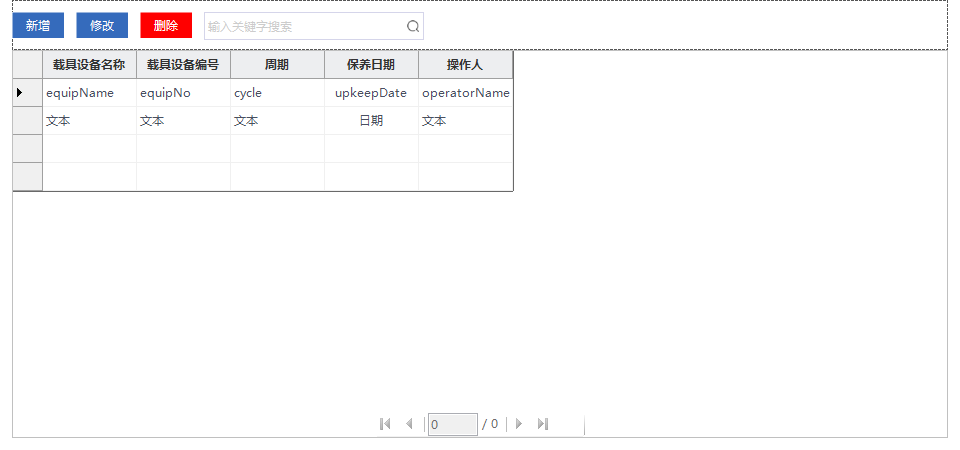 新增 修改 删除 输入关键字搜索
载具设备名称 载具设备编号 周期 保养日期 操作人
equipName equipNo cycle upkeepDate operatorName
文本 文本 文本 日期 文本
0 / 0